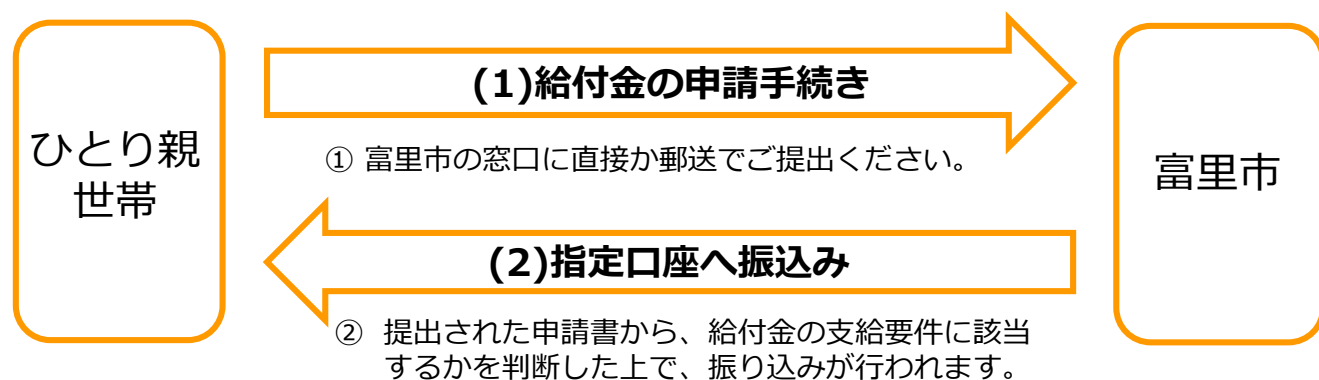 ひとり親
世帯
(1)給付金の申請手続き
① 富里市の窓口に直接か郵送でご提出ください。
(2)指定口座へ振込み
② 提出された申請書から、給付金の支給要件に該当
するかを判断した上で、振り込みが行われます。
富里市